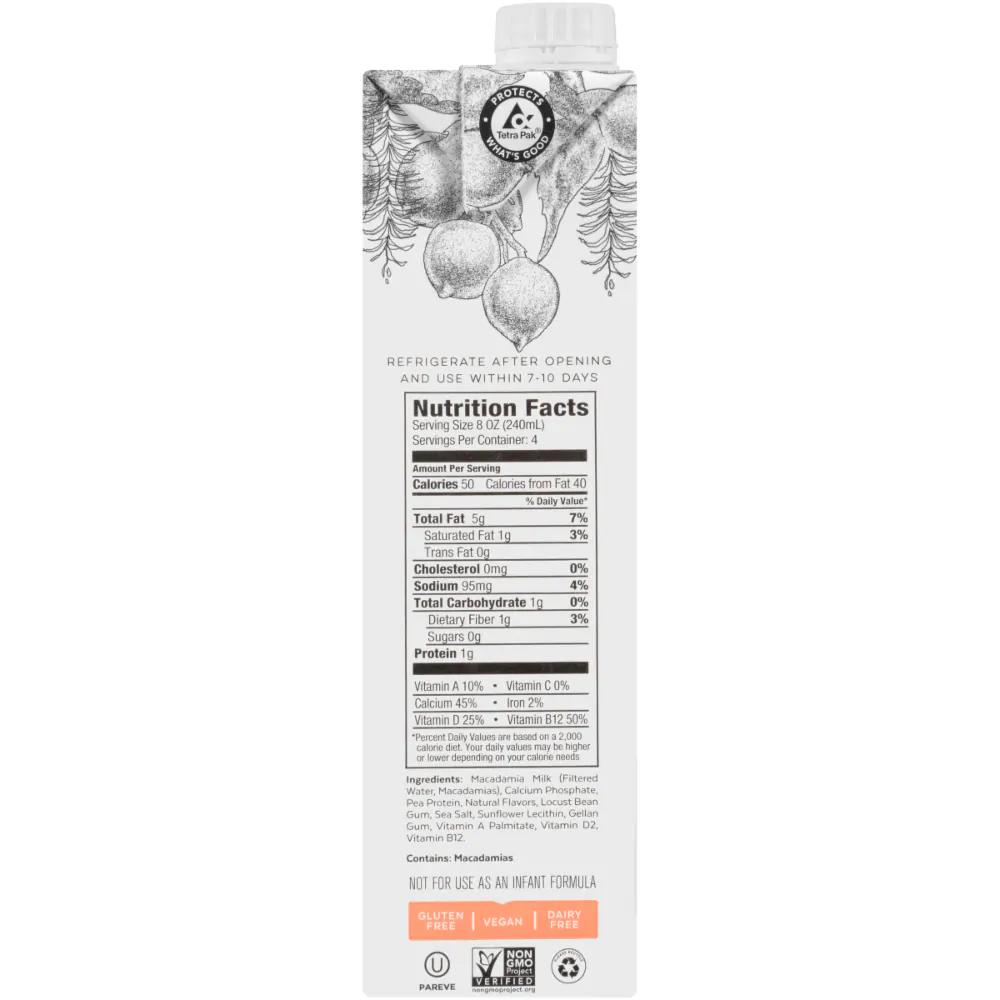 PROTECTS
Tetra Pak®
WHAT'S GOOD
REFRIGERATE AFTER OPENING
AND USE WITHIN 7-10 DAYS
Nutrition Facts
Serving Size 8 OZ (240mL)
Servings Per Container: 4
Amount Per Serving
Calories 50 Calories from Fat 40
% Daily Value*
Total Fat 5g 7%
Saturated Fat 1g 3%
Trans Fat 0g
Cholesterol 0mg 0%
Sodium 95mg 4%
Total Carbohydrate 1g 0%
Dietary Fiber 1g 3%
Sugars 0g
Protein 1g
Vitamin A 10% • Vitamin C 0%
Calcium 45% • Iron 2%
Vitamin D 25% • Vitamin B12 50%
*Percent Daily Values are based on a 2,000
calorie diet. Your daily values may be higher
or lower depending on your calorie needs
Ingredients: Macadamia Milk (Filtered
Water, Macadamias), Calcium Phosphate,
Pea Protein, Natural Flavors, Locust Bean
Gum, Sea Salt, Sunflower Lecithin, Gellan
Gum, Vitamin A Palmitate, Vitamin D2,
Vitamin B12.
Contains: Macadamias
NOT FOR USE AS AN INFANT FORMULA
GLUTEN FREE | VEGAN | DAIRY FREE
U
PAREVE
NON
GMO
Project
VERIFIED
nongmoproject.org
PLEASE RECYCLE